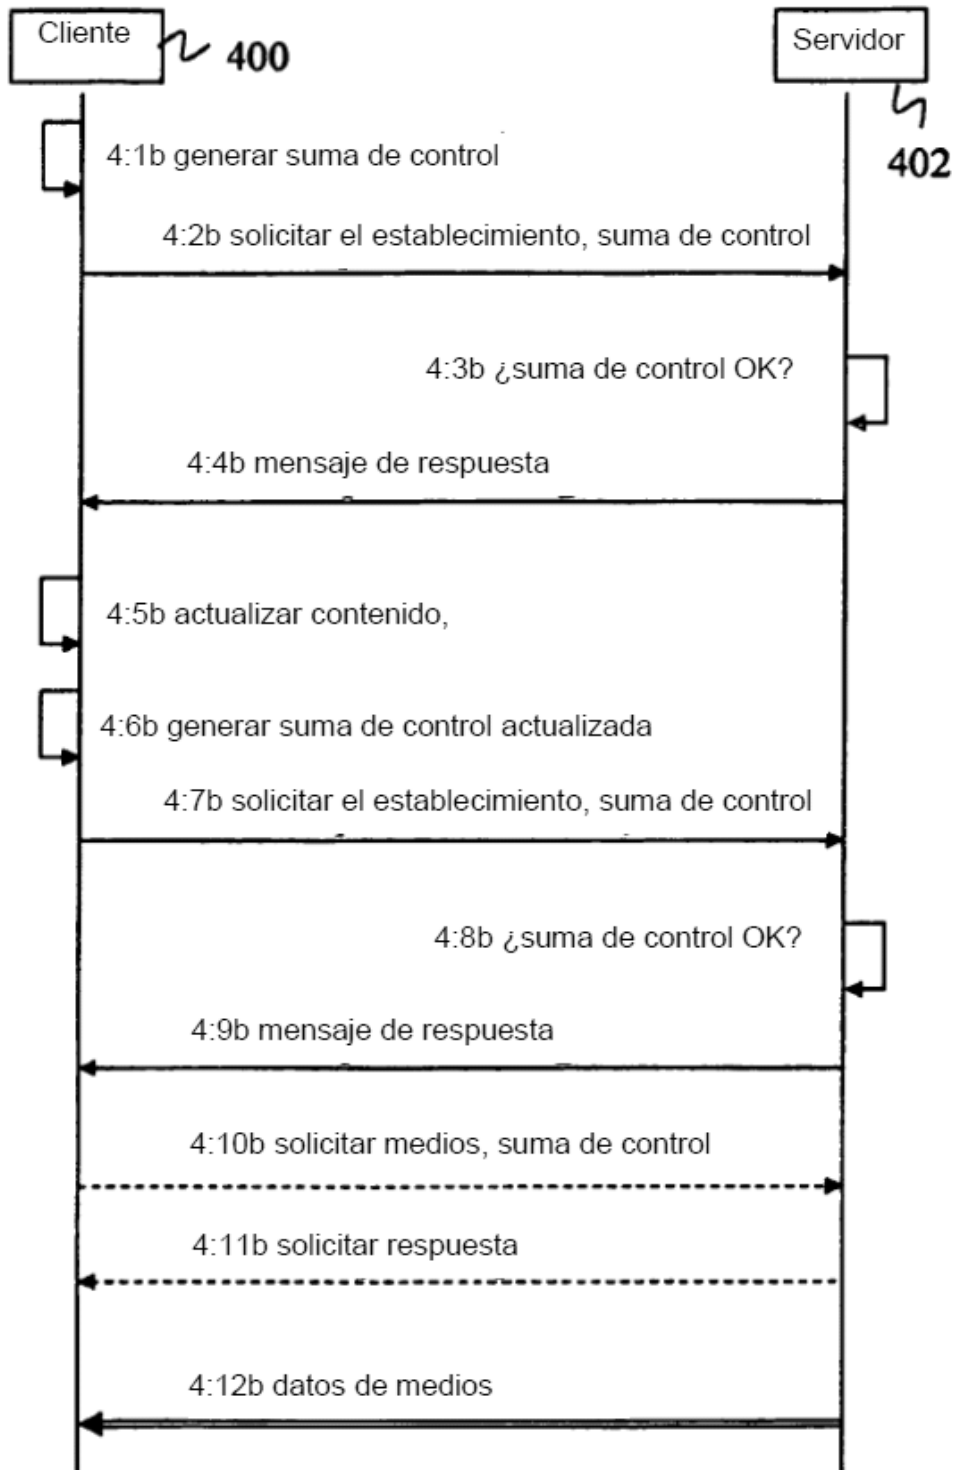 Cliente
400
Servidor
402
4:1b generar suma de control
4:2b solicitar el establecimiento, suma de control
4:3b ¿suma de control OK?
4:4b mensaje de respuesta
4:5b actualizar contenido,
4:6b generar suma de control actualizada
4:7b solicitar el establecimiento, suma de control
4:8b ¿suma de control OK?
4:9b mensaje de respuesta
4:10b solicitar medios, suma de control
4:11b solicitar respuesta
4:12b datos de medios